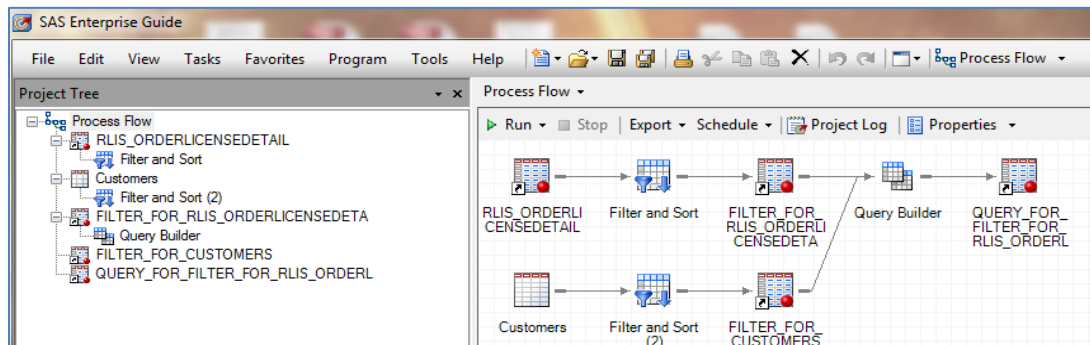 SAS Enterprise Guide
File Edit View Tasks Favorites Program Tools Help Process Flow
Project Tree
Process Flow
RLIS_ORDERLICENSEDETAIL
Filter and Sort
Customers
Filter and Sort (2)
FILTER_FOR_RLIS_ORDERLICENSEDETA
Query Builder
FILTER_FOR_CUSTOMERS
QUERY_FOR_FILTER_FOR_RLIS_ORDERL
Process Flow
Run Stop Export Schedule Project Log Properties
RLIS_ORDERLI
CENSEDETAIL
Filter and Sort
FILTER_FOR_
RLIS_ORDERLI
CENSEDETA
Query Builder
QUERY_FOR_
FILTER_FOR_
RLIS_ORDERL
Customers
Filter and Sort
(2)
FILTER_FOR_
CUSTOMERS